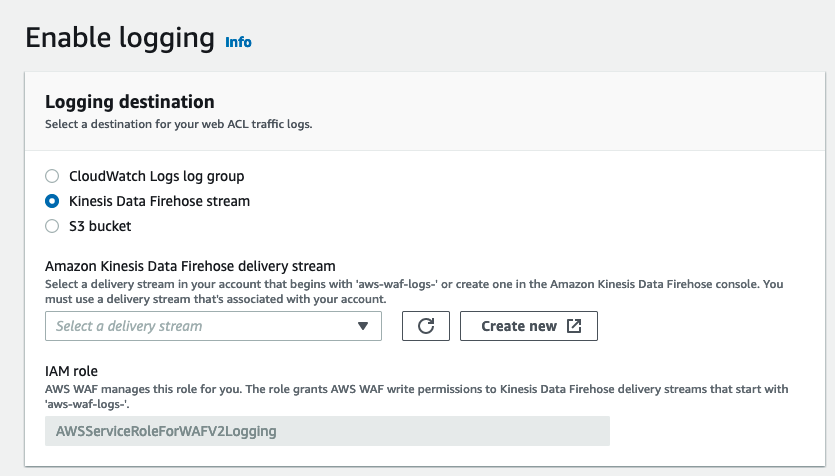 Enable logging Info
Logging destination
Select a destination for your web ACL traffic logs.
CloudWatch Logs log group
Kinesis Data Firehose stream
S3 bucket
Amazon Kinesis Data Firehose delivery stream
Select a delivery stream in your account that begins with 'aws-waf-logs-' or create one in the Amazon Kinesis Data Firehose console. You
must use a delivery stream that's associated with your account.
Select a delivery stream
Create new
IAM role
AWS WAF manages this role for you. The role grants AWS WAF write permissions to Kinesis Data Firehose delivery streams that start with
'aws-waf-logs-'.
AWSServiceRoleForWAFV2Logging